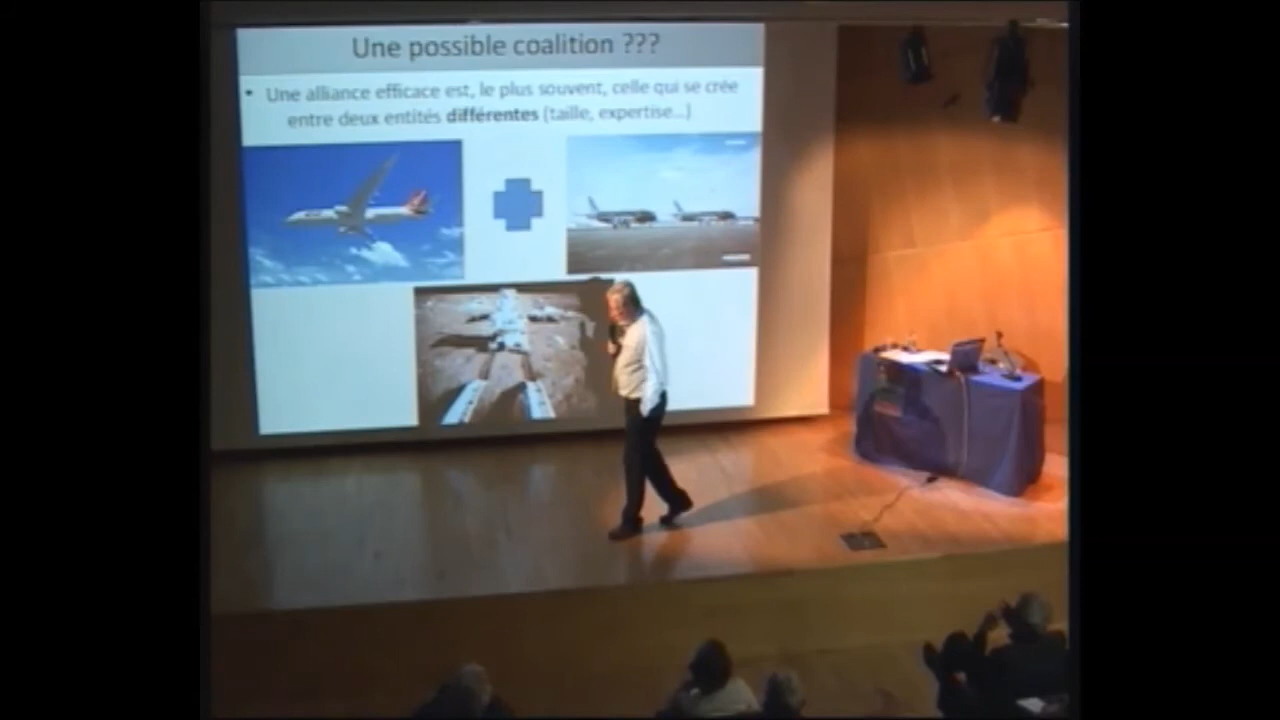 Une possible coalition ???
• Une alliance efficace est, le plus souvent, celle qui se crée
entre deux entités différentes (taille, expertise...)